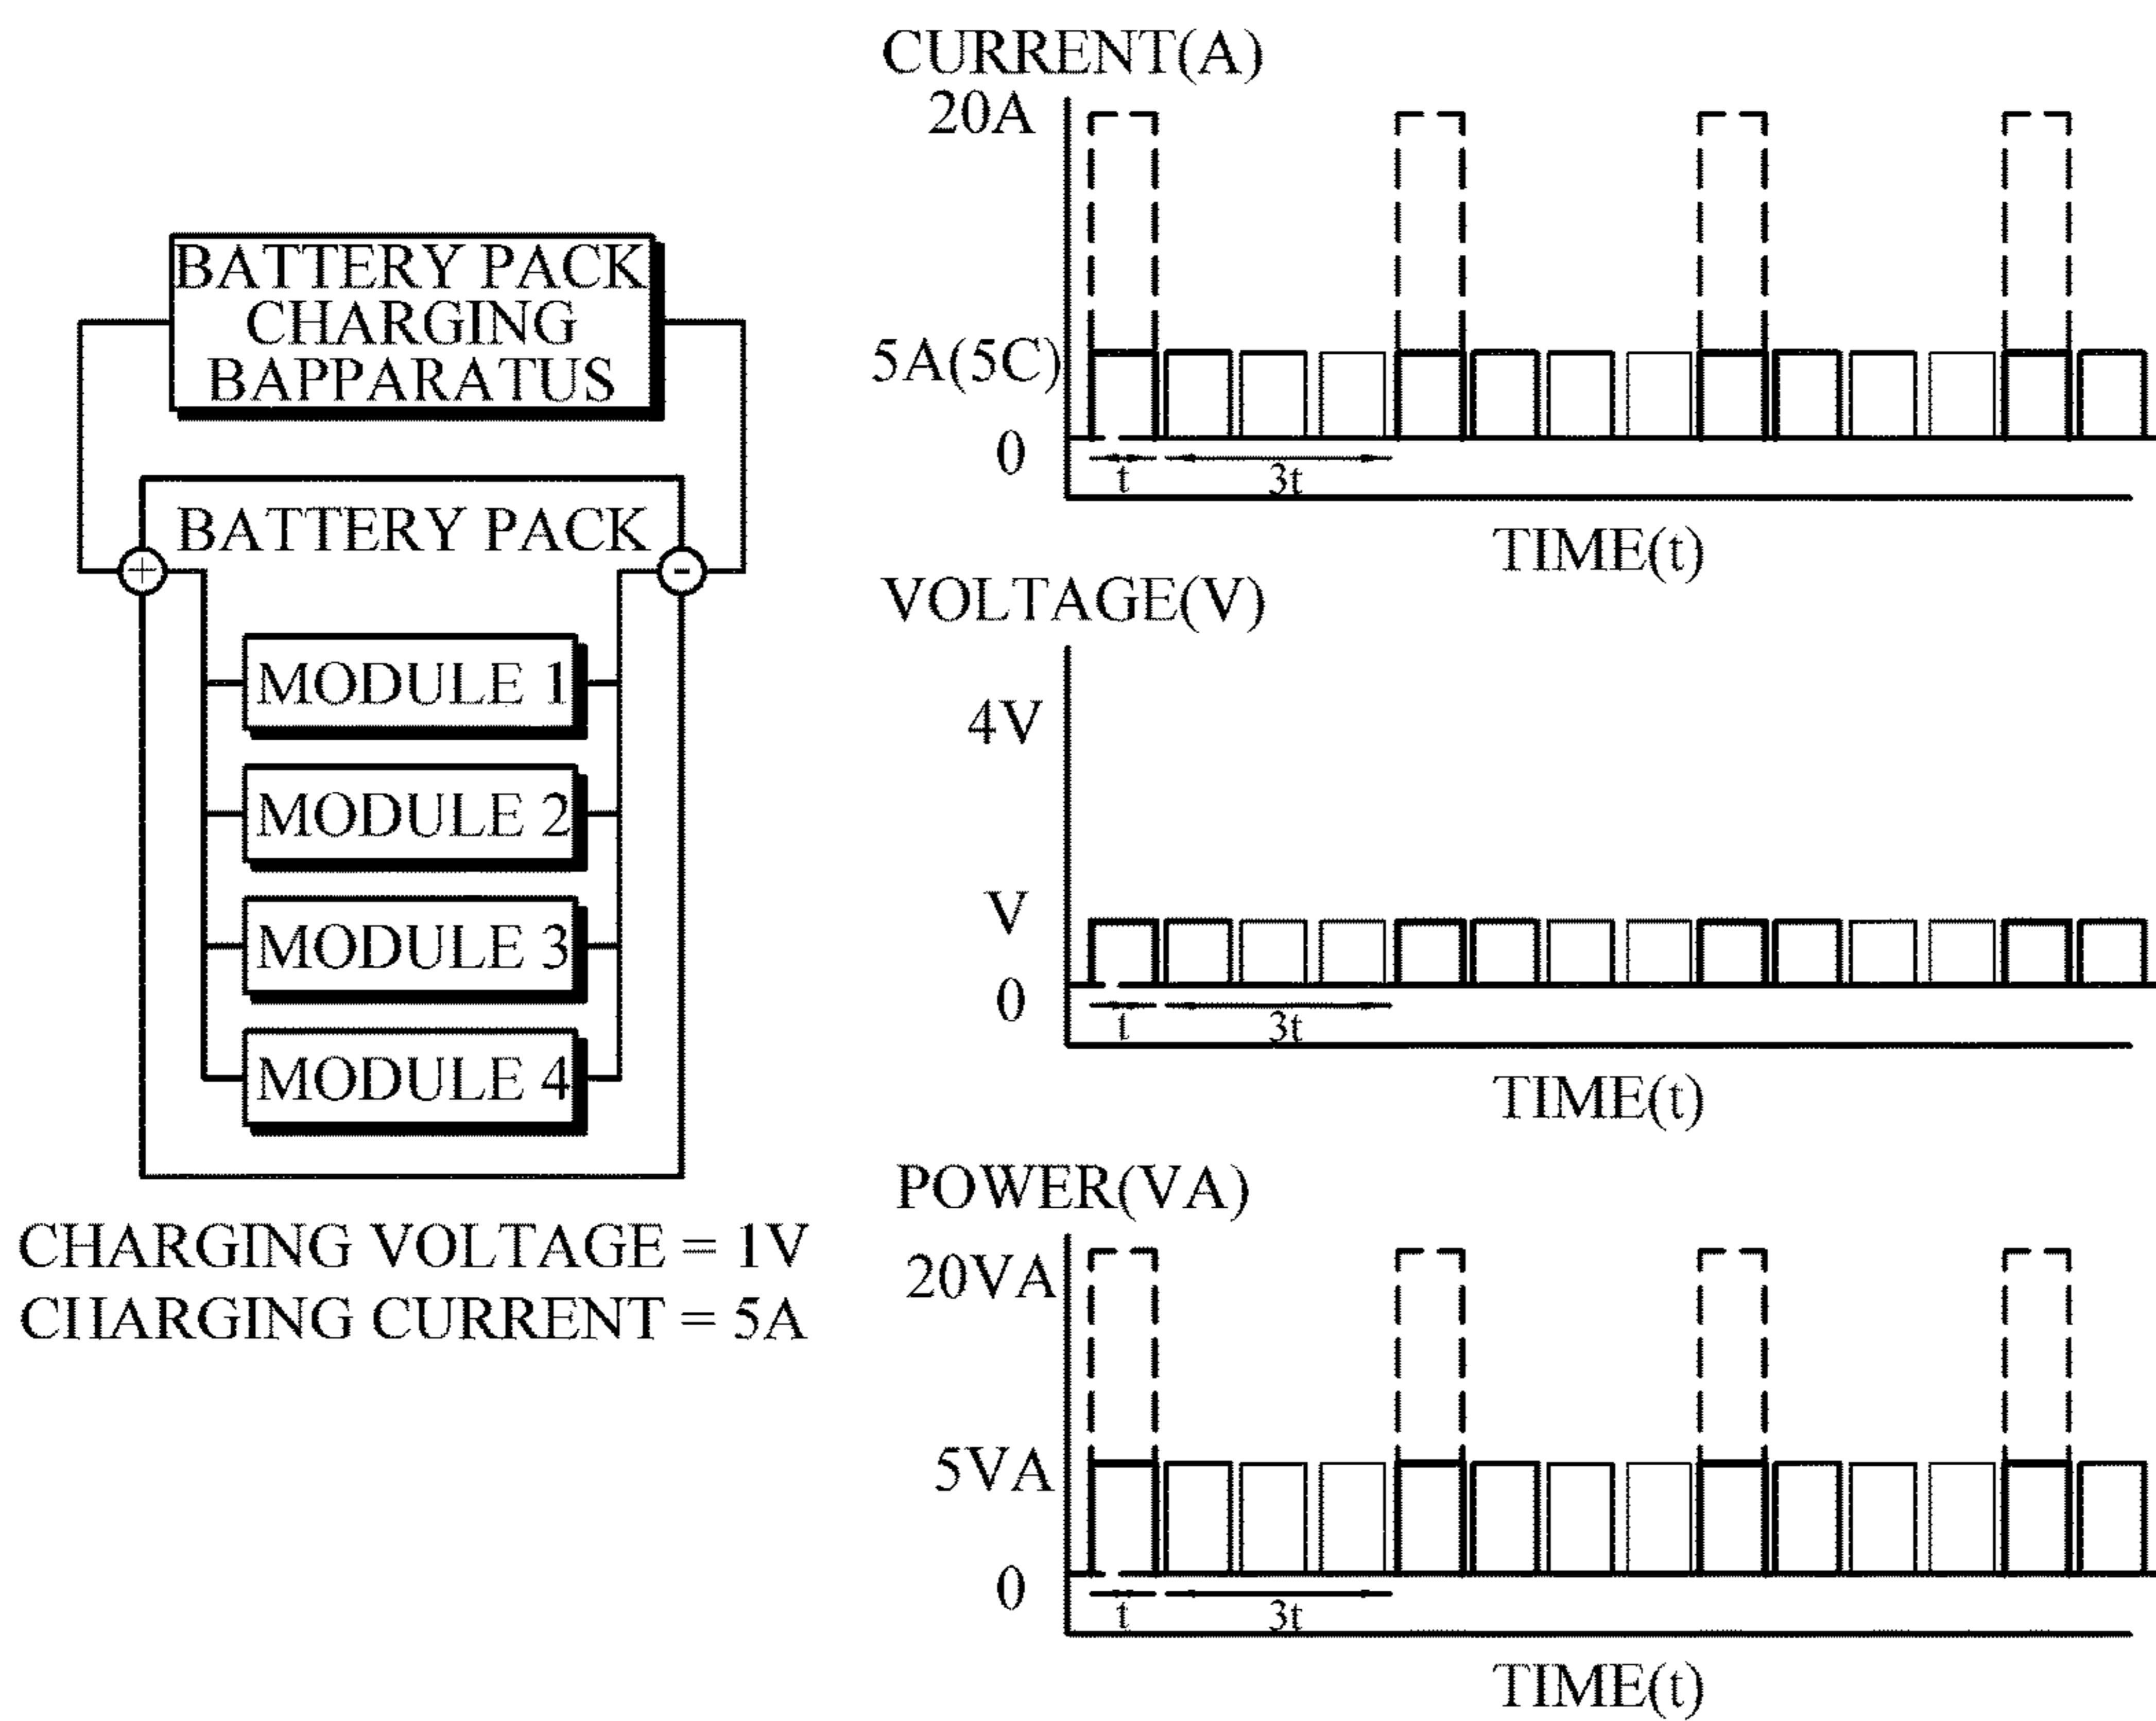 BATTERY PACK
CHARGING
BAPPARATUS
BATTERY PACK
+
-
MODULE 1
MODULE 2
MODULE 3
MODULE 4
CHARGING VOLTAGE = 1V
CHARGING CURRENT = 5A
CURRENT(A)
20A
5A(5C)
0
t
3t
TIME(t)
VOLTAGE(V)
4V
V
0
t
3t
TIME(t)
POWER(VA)
20VA
5VA
0
t
3t
TIME(t)